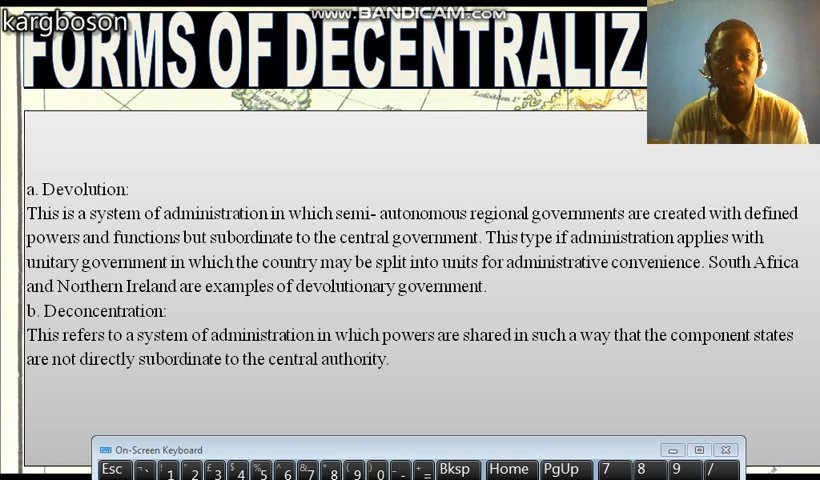 WWW.BANDICAM.COM
kargboson
FORMS OF DECENTRALIZA
a. Devolution:
This is a system of administration in which semi- autonomous regional governments are created with defined
powers and functions but subordinate to the central government. This type if administration applies with
unitary government in which the country may be split into units for administrative convenience. South Africa
and Northern Ireland are examples of devolutionary government.
b. Deconcentration:
This refers to a system of administration in which powers are shared in such a way that the component states
are not directly subordinate to the central authority.
On-Screen Keyboard
Esc ¬ ` ! 1 " 2 £ 3 $ 4 % 5 ^ 6 & 7 * 8 ( 9 ) 0 _ - + = Bksp Home PgUp 7 8 9 /